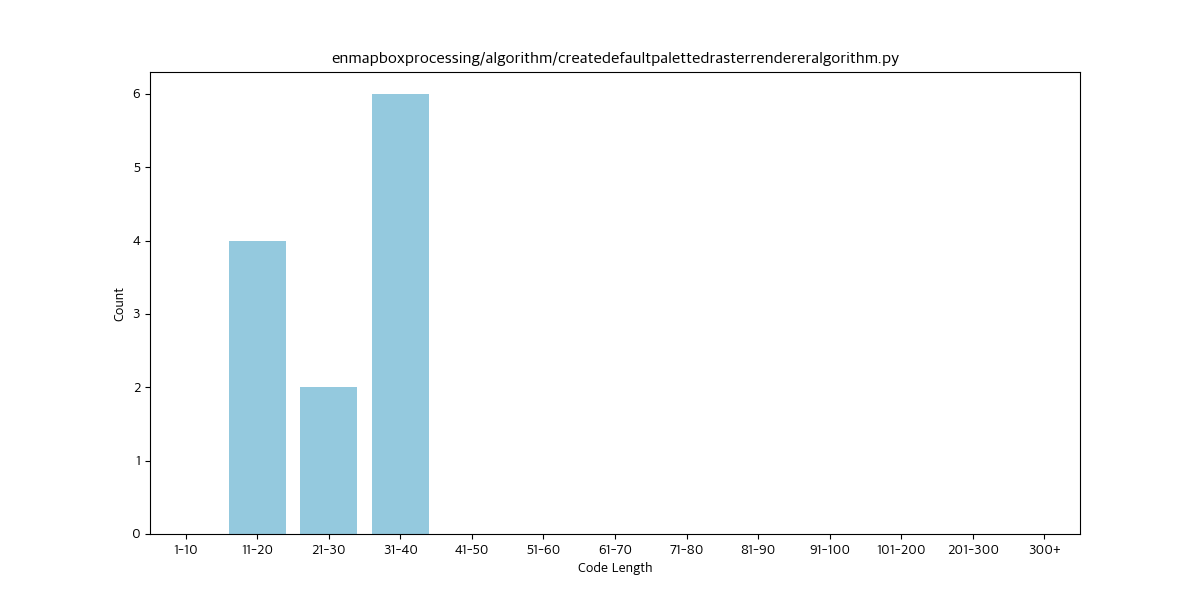 enmapboxprocessing/algorithm/createdefaultpalettedrasterrendereralgorithm.py
6
5
4
3
2
1
0
Count
1-10 11-20 21-30 31-40 41-50 51-60 61-70 71-80 81-90 91-100 101-200 201-300 300+
Code Length